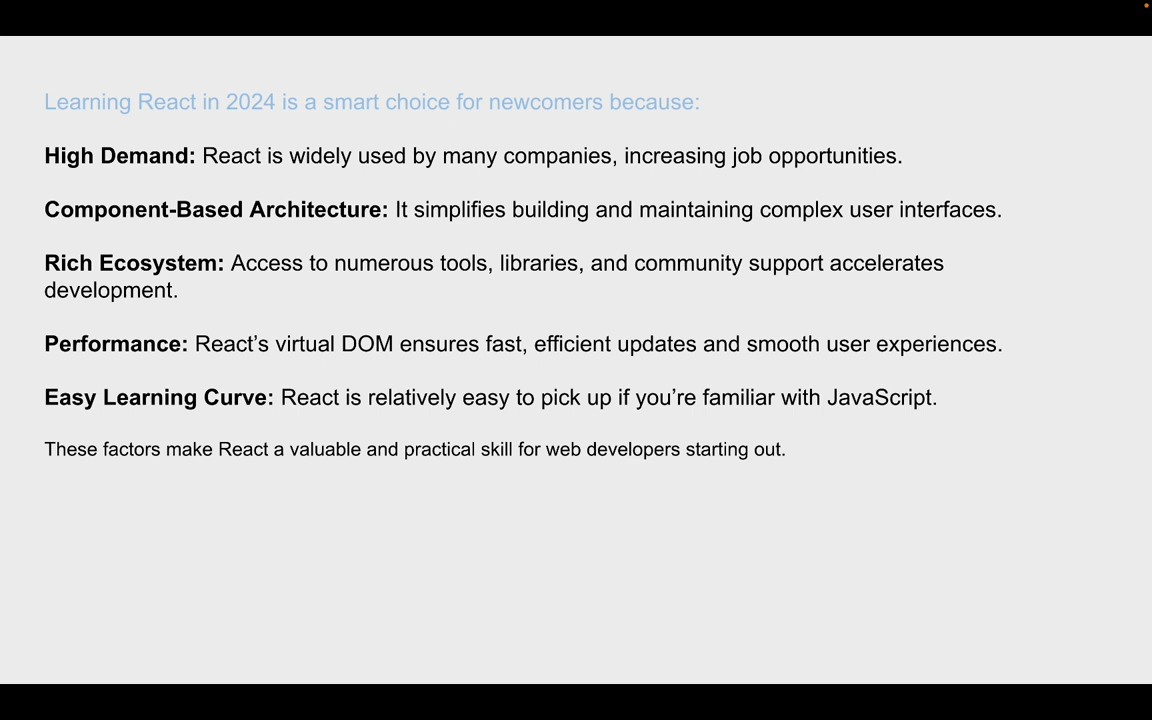 Learning React in 2024 is a smart choice for newcomers because:
High Demand: React is widely used by many companies, increasing job opportunities.
Component-Based Architecture: It simplifies building and maintaining complex user interfaces.
Rich Ecosystem: Access to numerous tools, libraries, and community support accelerates
development.
Performance: React’s virtual DOM ensures fast, efficient updates and smooth user experiences.
Easy Learning Curve: React is relatively easy to pick up if you’re familiar with JavaScript.
These factors make React a valuable and practical skill for web developers starting out.